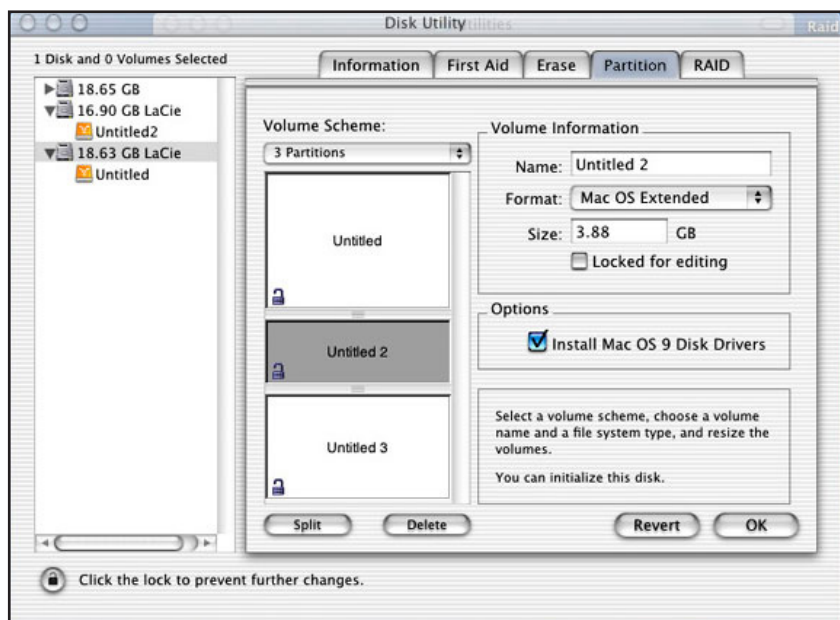 Disk Utility
Utilities
Raid
1 Disk and 0 Volumes Selected
18.65 GB
16.90 GB LaCie
Untitled2
18.63 GB LaCie
Untitled
Information
First Aid
Erase
Partition
RAID
Volume Scheme:
3 Partitions
Untitled
Untitled 2
Untitled 3
Split
Delete
Volume Information
Name: Untitled 2
Format: Mac OS Extended
Size: 3.88 GB
Locked for editing
Options
Install Mac OS 9 Disk Drivers
Select a volume scheme, choose a volume
name and a file system type, and resize the
volumes.
You can initialize this disk.
Revert
OK
Click the lock to prevent further changes.